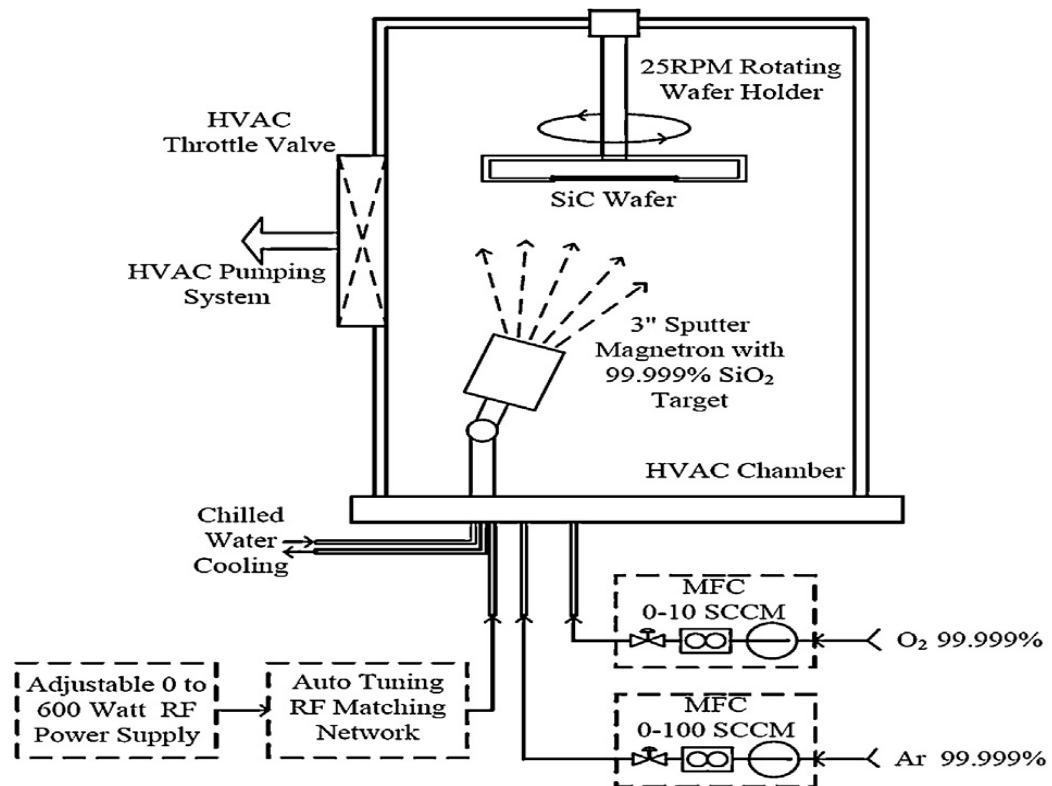 25RPM Rotating
Wafer Holder
HVAC
Throttle Valve
SiC Wafer
HVAC Pumping
System
3" Sputter
Magnetron with
99.999% SiO₂
Target
HVAC Chamber
Chilled
Water
Cooling
MFC
0-10 SCCM
O₂ 99.999%
Adjustable 0 to
600 Watt RF
Power Supply
Auto Tuning
RF Matching
Network
MFC
0-100 SCCM
Ar 99.999%